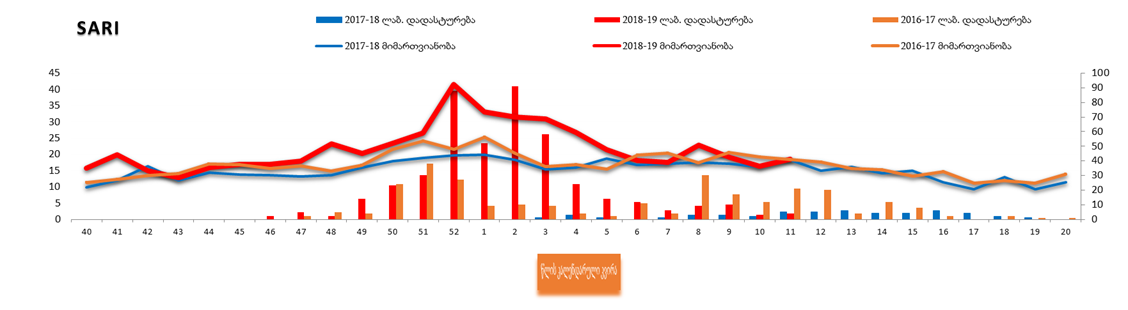 SARI
2017-18 ლაბ. დადასტურება 2018-19 ლაბ. დადასტურება 2016-17 ლაბ. დადასტურება
2017-18 მიმართვიანობა 2018-19 მიმართვიანობა 2016-17 მიმართვიანობა
45 100
40 90
35 80
30 70
25 60
20 50
15 40
10 30
5 20
0 10
0
40 41 42 43 44 45 46 47 48 49 50 51 52 1 2 3 4 5 6 7 8 9 10 11 12 13 14 15 16 17 18 19 20
წლის კალენდარული კვირა